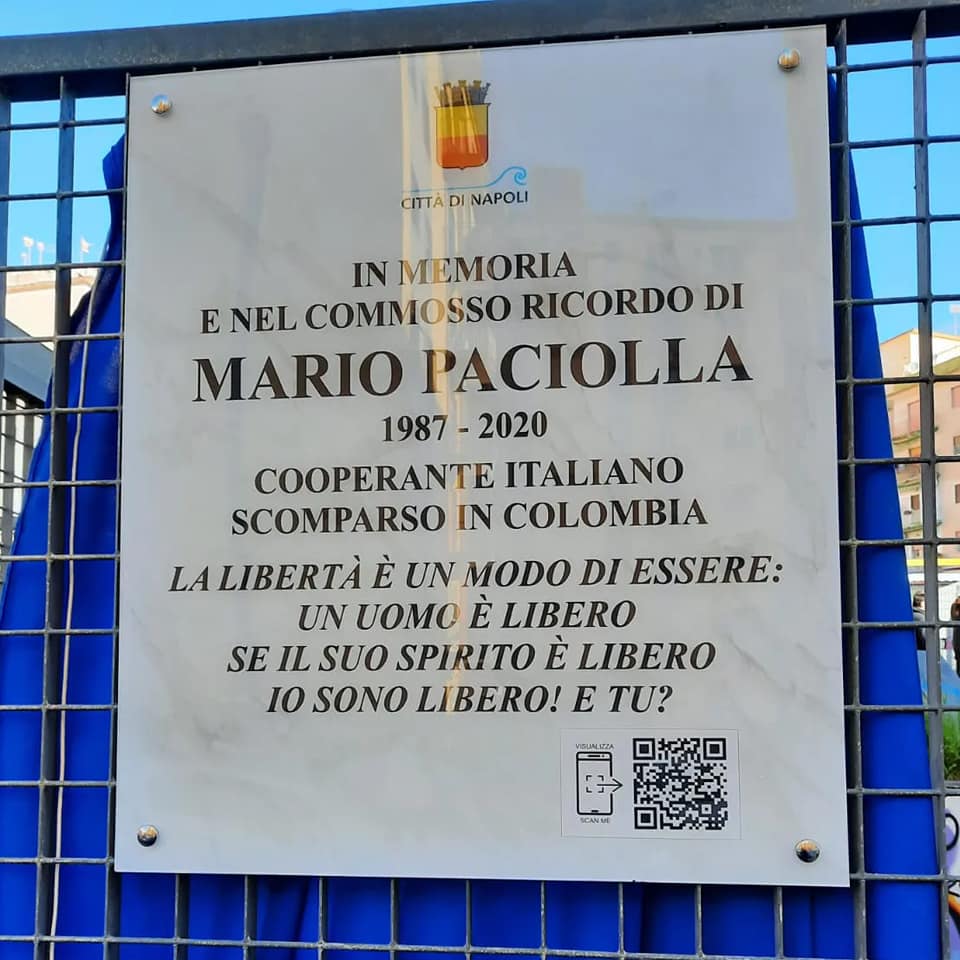 CITTÀ DI NAPOLI
IN MEMORIA
E NEL COMMOSSO RICORDO DI
MARIO PACIOLLA
1987 - 2020
COOPERANTE ITALIANO
SCOMPARSO IN COLOMBIA
LA LIBERTÀ È UN MODO DI ESSERE:
UN UOMO È LIBERO
SE IL SUO SPIRITO È LIBERO
IO SONO LIBERO! E TU?
VISUALIZZA
SCAN ME